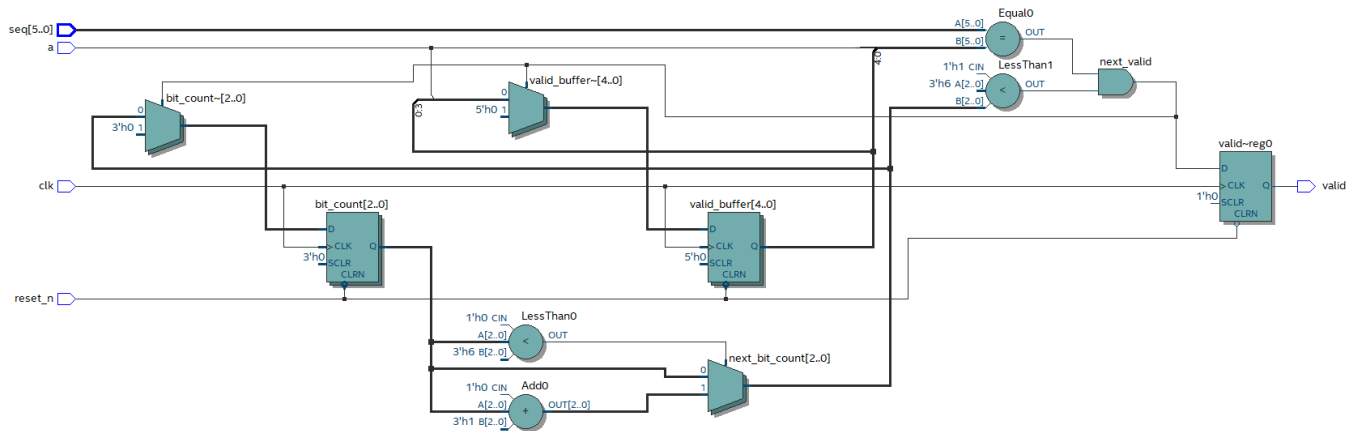 Equal0
seq[5..0]
A[5..0]
OUT
a
B[5..0]
4:0
LessThan1
next_valid
1'h1 CIN
3'h6 A[2..0]
OUT
B[2..0]
valid_buffer~[4..0]
0
5'h0 1
0:3
bit_count~[2..0]
0
3'h0 1
valid~reg0
D
CLK
Q
1'h0
SCLR
CLRN
valid
clk
bit_count[2..0]
D
CLK
Q
3'h0
SCLR
CLRN
valid_buffer[4..0]
D
CLK
Q
5'h0
SCLR
CLRN
reset_n
LessThan0
1'h0 CIN
A[2..0]
OUT
3'h6 B[2..0]
next_bit_count[2..0]
0
1
Add0
1'h0 CIN
A[2..0]
OUT[2..0]
3'h1 B[2..0]
<
=
<
+